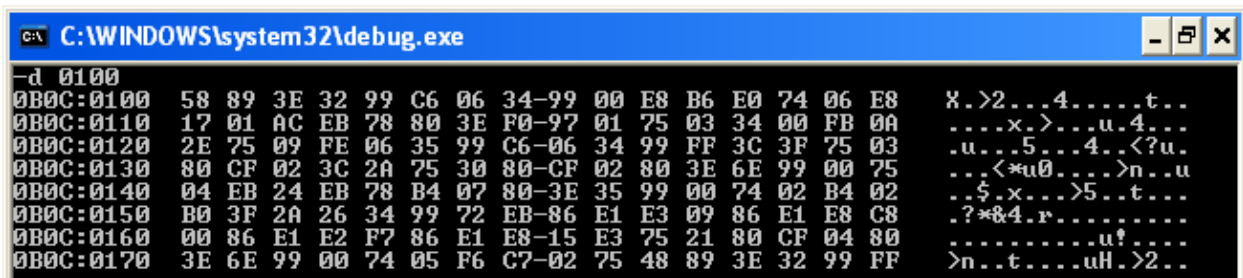 C:\WINDOWS\system32\debug.exe
-d 0100
0B0C:0100 58 89 3E 32 99 C6 06 34-99 00 E8 B6 E0 74 06 E8 X.>2...4.....t..
0B0C:0110 17 01 AC EB 78 80 3E F0-97 01 75 03 34 00 FB 0A ....x.>...u.4...
0B0C:0120 2E 75 09 FE 06 35 99 C6-06 34 99 FF 3C 3F 75 03 .u...5...4..<?u.
0B0C:0130 80 CF 02 3C 2A 75 30 80-CF 02 80 3E 6E 99 00 75 ...<*u0....>n..u
0B0C:0140 04 EB 24 EB 78 B4 07 80-3E 35 99 00 74 02 B4 02 ..$.x...>5..t...
0B0C:0150 B0 3F 2A 26 34 99 72 EB-86 E1 E3 09 86 E1 E8 C8 .?*&4.r.........
0B0C:0160 00 86 E1 E2 F7 86 E1 E8-15 E3 75 21 80 CF 04 80 ..........u!....
0B0C:0170 3E 6E 99 00 74 05 F6 C7-02 75 48 89 3E 32 99 FF >n..t....uH.>2..